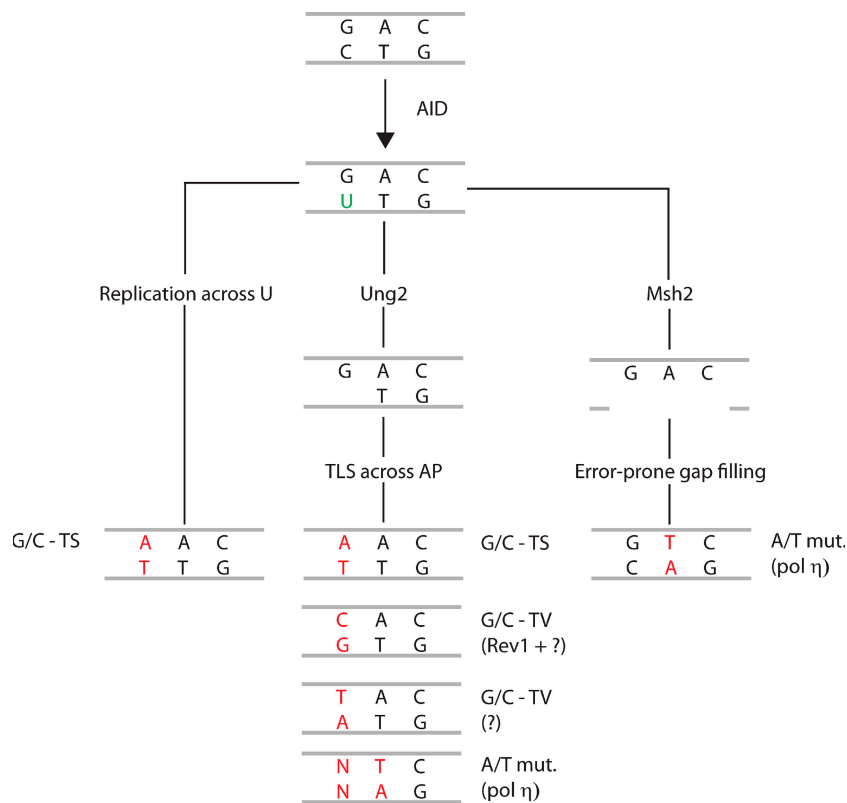 G A C
C T G
AID
G A C
U T G
Replication across U
Ung2
Msh2
G A C
T G
G A C
TLS across AP
Error-prone gap filling
G/C - TS
A A C
T T G
A A C
T T G
G/C - TS
G T C
C A G
A/T mut.
(pol η)
C A C
G T G
G/C - TV
(Rev1 + ?)
T A C
A T G
G/C - TV
(?)
N T C
N A G
A/T mut.
(pol η)